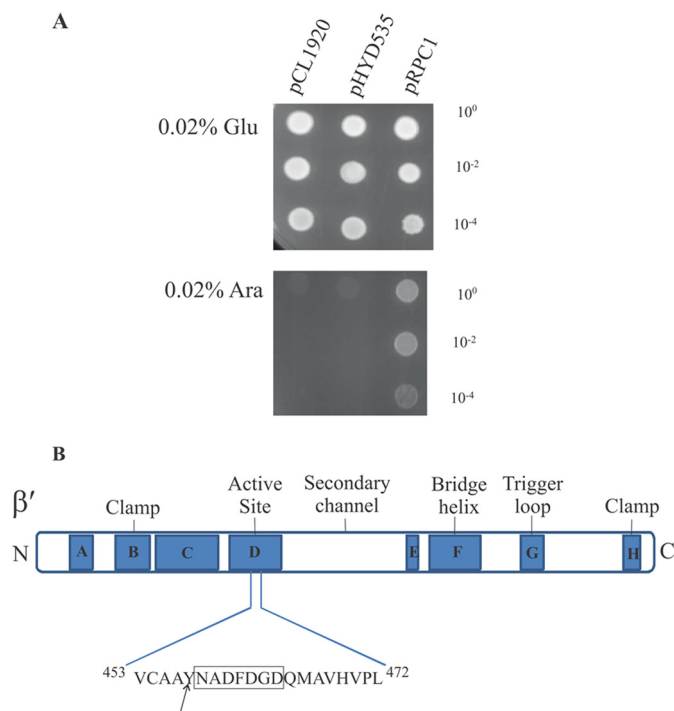 A
pCL1920 pHYD535 pRPC1
0.02% Glu
10⁰
10⁻²
10⁻⁴
0.02% Ara
10⁰
10⁻²
10⁻⁴
B
β′
Clamp
Active Site
Secondary channel
Bridge helix
Trigger loop
Clamp
N A B C D E F G H C
453 VCAAYNADFDGDQMAVHVPL 472